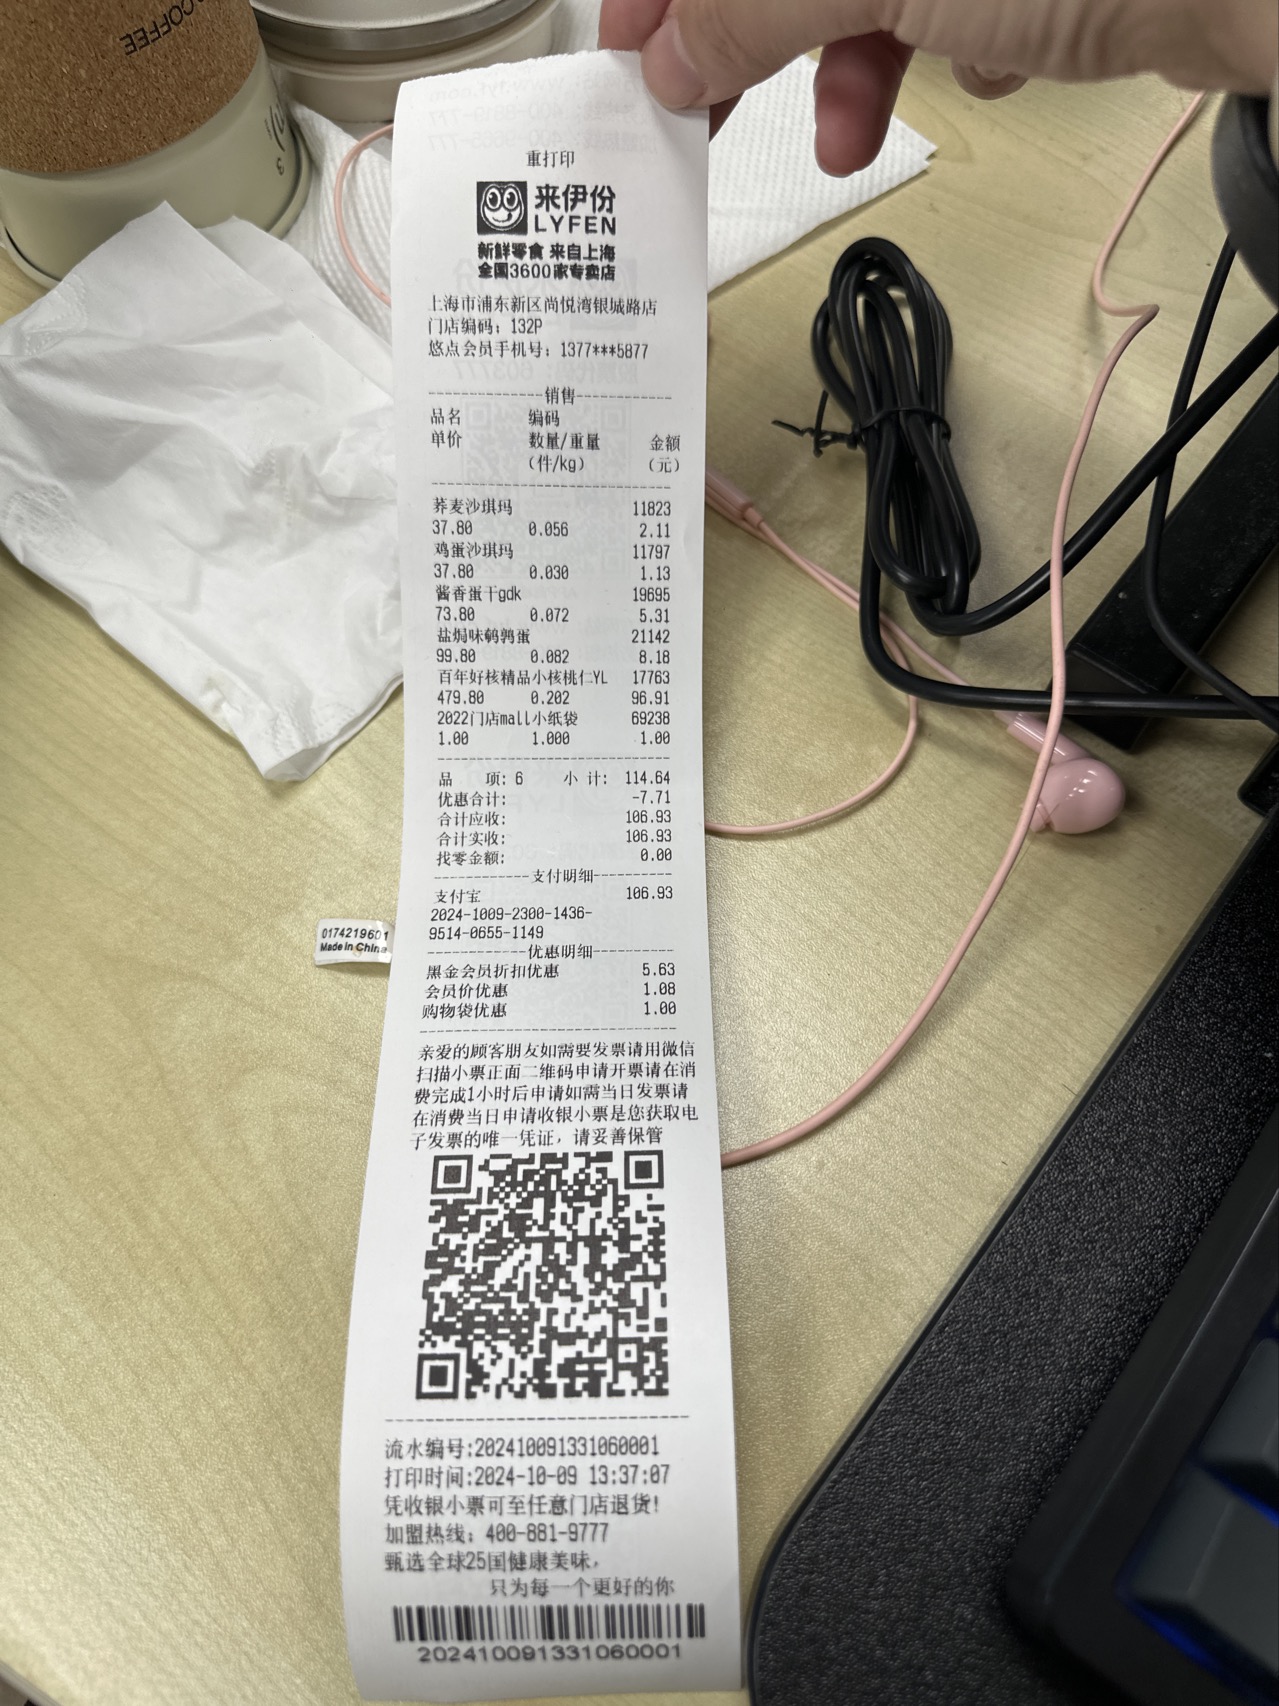 COFFEE
重打印
来伊份
LYFEN
新鲜零食 来自上海
全国3600家专卖店
上海市浦东新区尚悦湾银城路店
门店编码：132P
悠点会员手机号：1377***5877
------------销售------------
品名 编码
单价 数量/重量 金额
（件/kg） （元）
荞麦沙琪玛 11823
37.80 0.056 2.11
鸡蛋沙琪玛 11797
37.80 0.030 1.13
酱香蛋干gdk 19695
73.80 0.072 5.31
盐焗味鹌鹑蛋 21142
99.80 0.082 8.18
百年好核精品小核桃仁YL 17763
479.80 0.202 96.91
2022门店mall小纸袋 69238
1.00 1.000 1.00
品 项: 6 小 计: 114.64
优惠合计: -7.71
合计应收: 106.93
合计实收: 106.93
找零金额: 0.00
------------支付明细----------
支付宝 106.93
2024-1009-2300-1436-
9514-0655-1149
------------优惠明细----------
黑金会员折扣优惠 5.63
会员价优惠 1.08
购物袋优惠 1.00
亲爱的顾客朋友如需要发票请用微信
扫描小票正面二维码申请开票请在消
费完成1小时后申请如需当日发票请
在消费当日申请收银小票是您获取电
子发票的唯一凭证，请妥善保管
流水编号:202410091331060001
打印时间:2024-10-09 13:37:07
凭收银小票可至任意门店退货!
加盟热线：400-881-9777
甄选全球25国健康美味，
只为每一个更好的你
202410091331060001
0174219601
Made in China